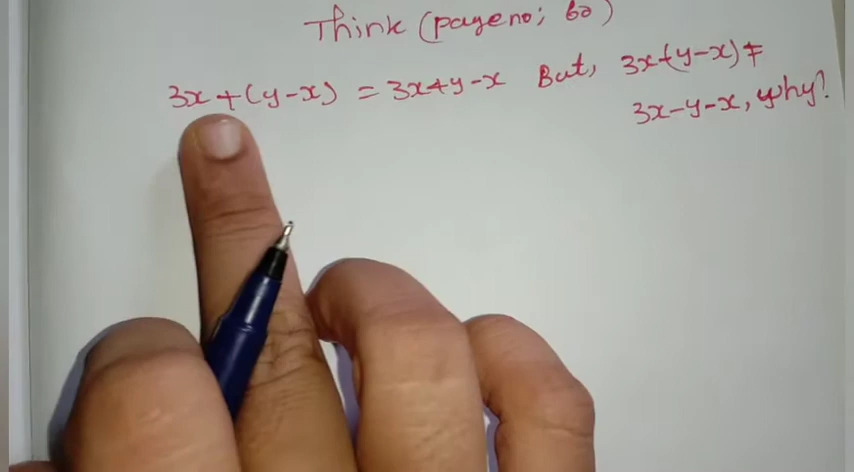 Think (page no; 60)
3x + (y-x) = 3x+y-x But, 3x-(y-x) ≠
3x-y-x, why?